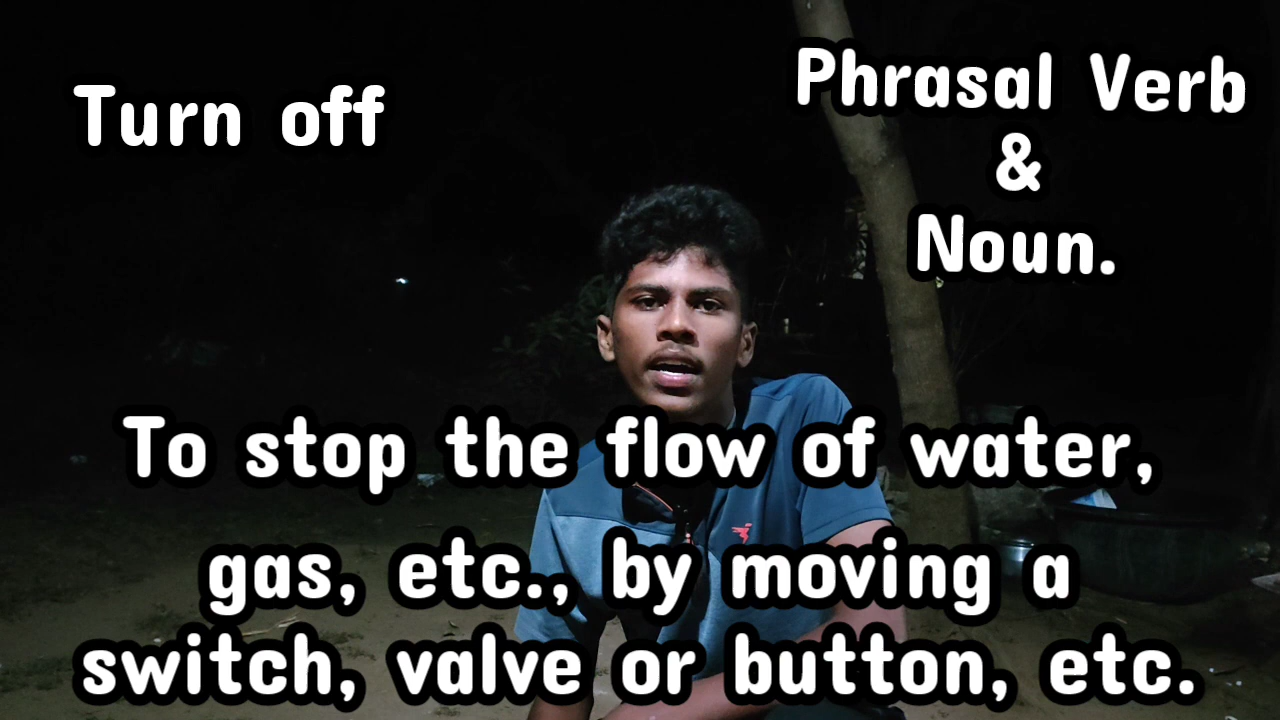 Turn off
Phrasal Verb
&
Noun.
To stop the flow of water,
gas, etc., by moving a
switch, valve or button, etc.